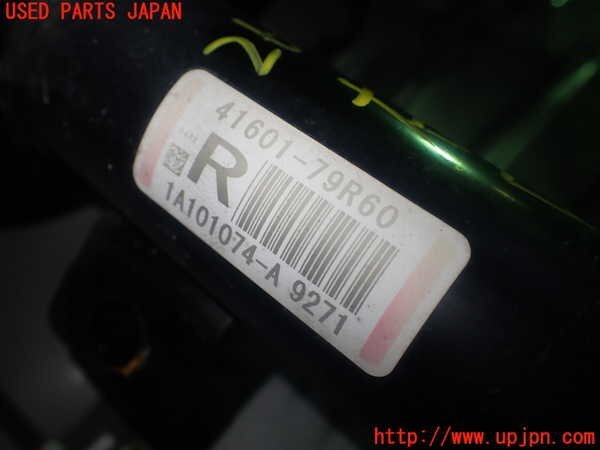 USED PARTS JAPAN
41601-79R60
R
1A101074-A 9271
http://www.upjpn.com/